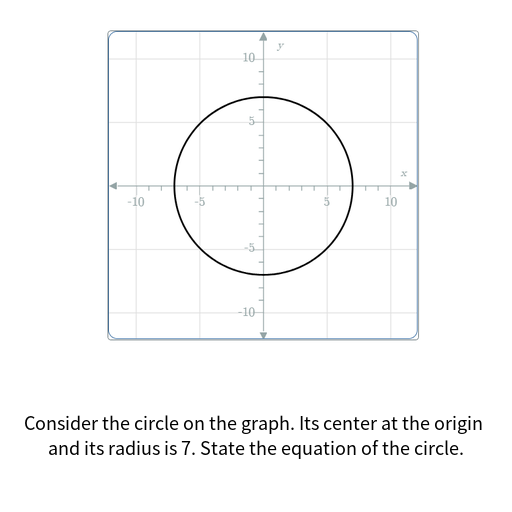 y
10
5
x
-10 -5 5 10
-5
-10
Consider the circle on the graph. Its center at the origin
and its radius is 7. State the equation of the circle.